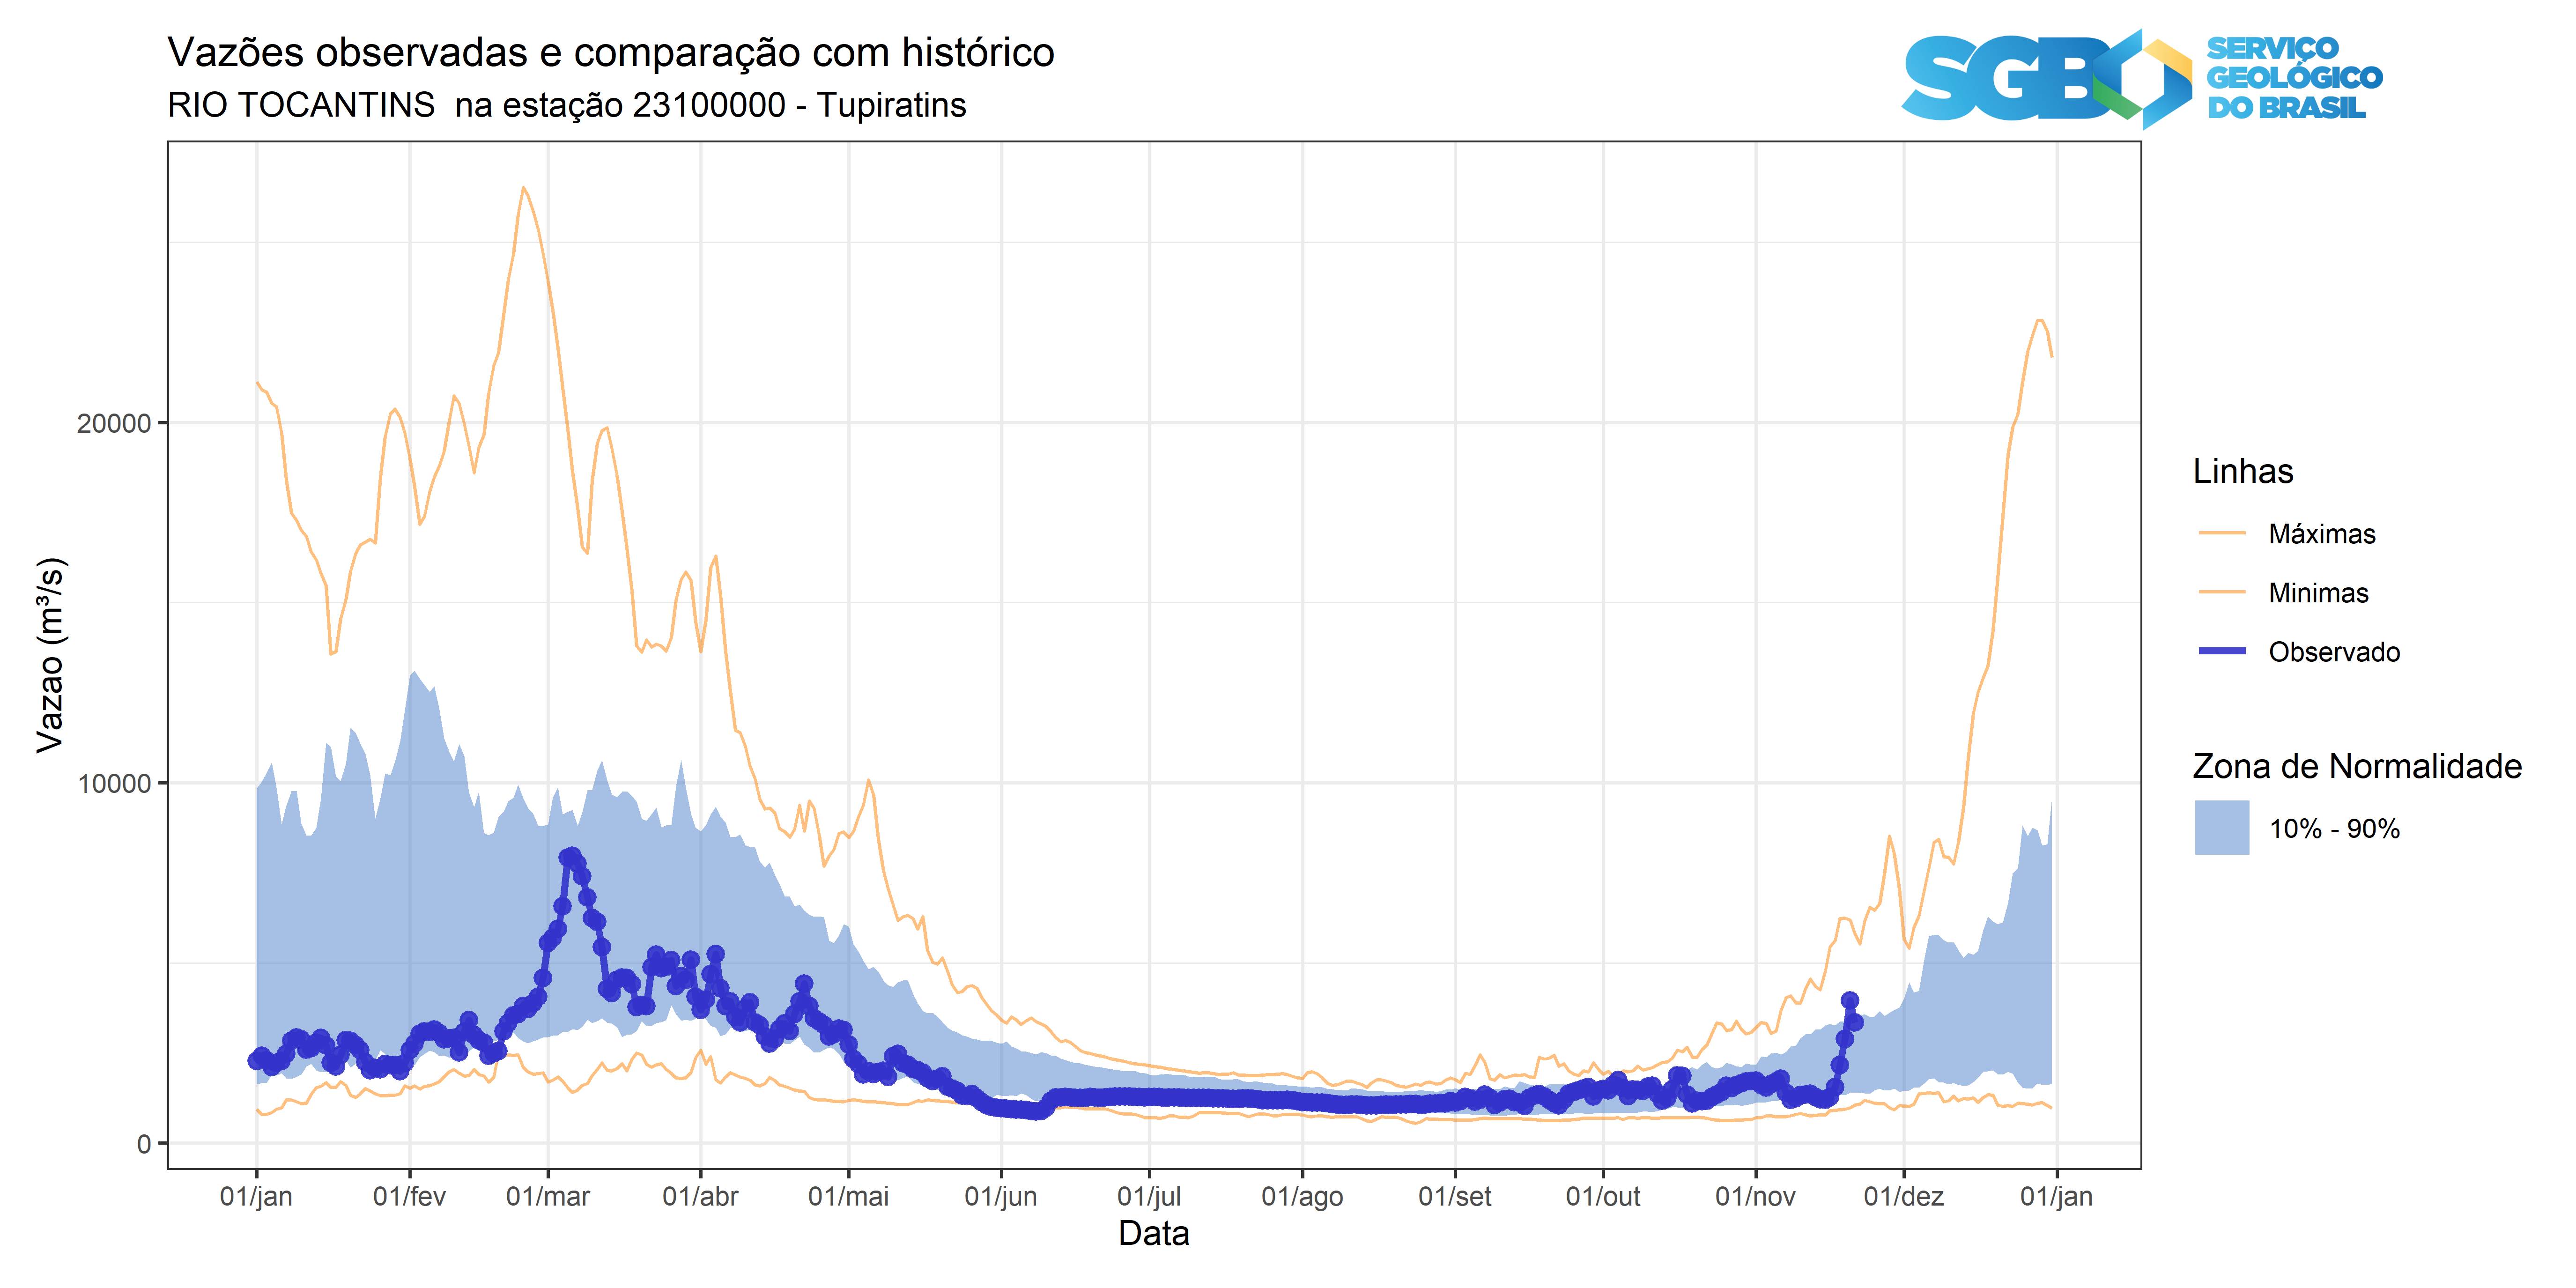 Vazões observadas e comparação com histórico
RIO TOCANTINS  na estação 23100000 - Tupiratins
SGB
SERVIÇO
GEOLÓGICO
DO BRASIL
Vazao (m³/s)
20000
10000
0
01/jan
01/fev
01/mar
01/abr
01/mai
01/jun
01/jul
01/ago
01/set
01/out
01/nov
01/dez
01/jan
Data
Linhas
Máximas
Minimas
Observado
Zona de Normalidade
10% - 90%